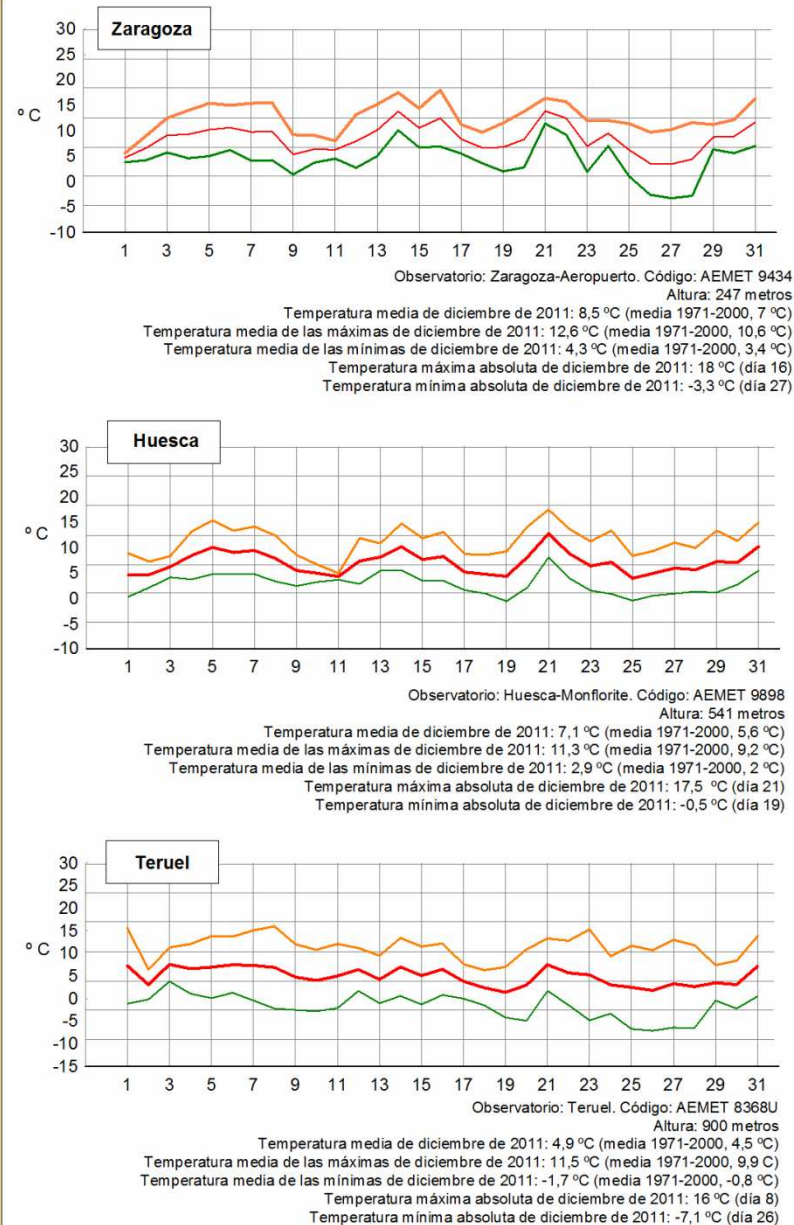 Zaragoza
30
25
20
15
º C
10
5
0
-5
-10
1 3 5 7 9 11 13 15 17 19 21 23 25 27 29 31
Observatorio: Zaragoza-Aeropuerto. Código: AEMET 9434
Altura: 247 metros
Temperatura media de diciembre de 2011: 8,5 ºC (media 1971-2000, 7 ºC)
Temperatura media de las máximas de diciembre de 2011: 12,6 ºC (media 1971-2000, 10,6 ºC)
Temperatura media de las mínimas de diciembre de 2011: 4,3 ºC (media 1971-2000, 3,4 ºC)
Temperatura máxima absoluta de diciembre de 2011: 18 ºC (día 16)
Temperatura mínima absoluta de diciembre de 2011: -3,3 ºC (día 27)
Huesca
30
25
20
15
º C
10
5
0
-5
-10
1 3 5 7 9 11 13 15 17 19 21 23 25 27 29 31
Observatorio: Huesca-Monflorite. Código: AEMET 9898
Altura: 541 metros
Temperatura media de diciembre de 2011: 7,1 ºC (media 1971-2000, 5,6 ºC)
Temperatura media de las máximas de diciembre de 2011: 11,3 ºC (media 1971-2000, 9,2 ºC)
Temperatura media de las mínimas de diciembre de 2011: 2,9 ºC (media 1971-2000, 2 ºC)
Temperatura máxima absoluta de diciembre de 2011: 17,5 ºC (día 21)
Temperatura mínima absoluta de diciembre de 2011: -0,5 ºC (día 19)
Teruel
30
25
20
15
º C
10
5
0
-5
-10
-15
1 3 5 7 9 11 13 15 17 19 21 23 25 27 29 31
Observatorio: Teruel. Código: AEMET 8368U
Altura: 900 metros
Temperatura media de diciembre de 2011: 4,9 ºC (media 1971-2000, 4,5 ºC)
Temperatura media de las máximas de diciembre de 2011: 11,5 ºC (media 1971-2000, 9,9 C)
Temperatura media de las mínimas de diciembre de 2011: -1,7 ºC (media 1971-2000, -0,8 ºC)
Temperatura máxima absoluta de diciembre de 2011: 16 ºC (día 8)
Temperatura mínima absoluta de diciembre de 2011: -7,1 ºC (día 26)